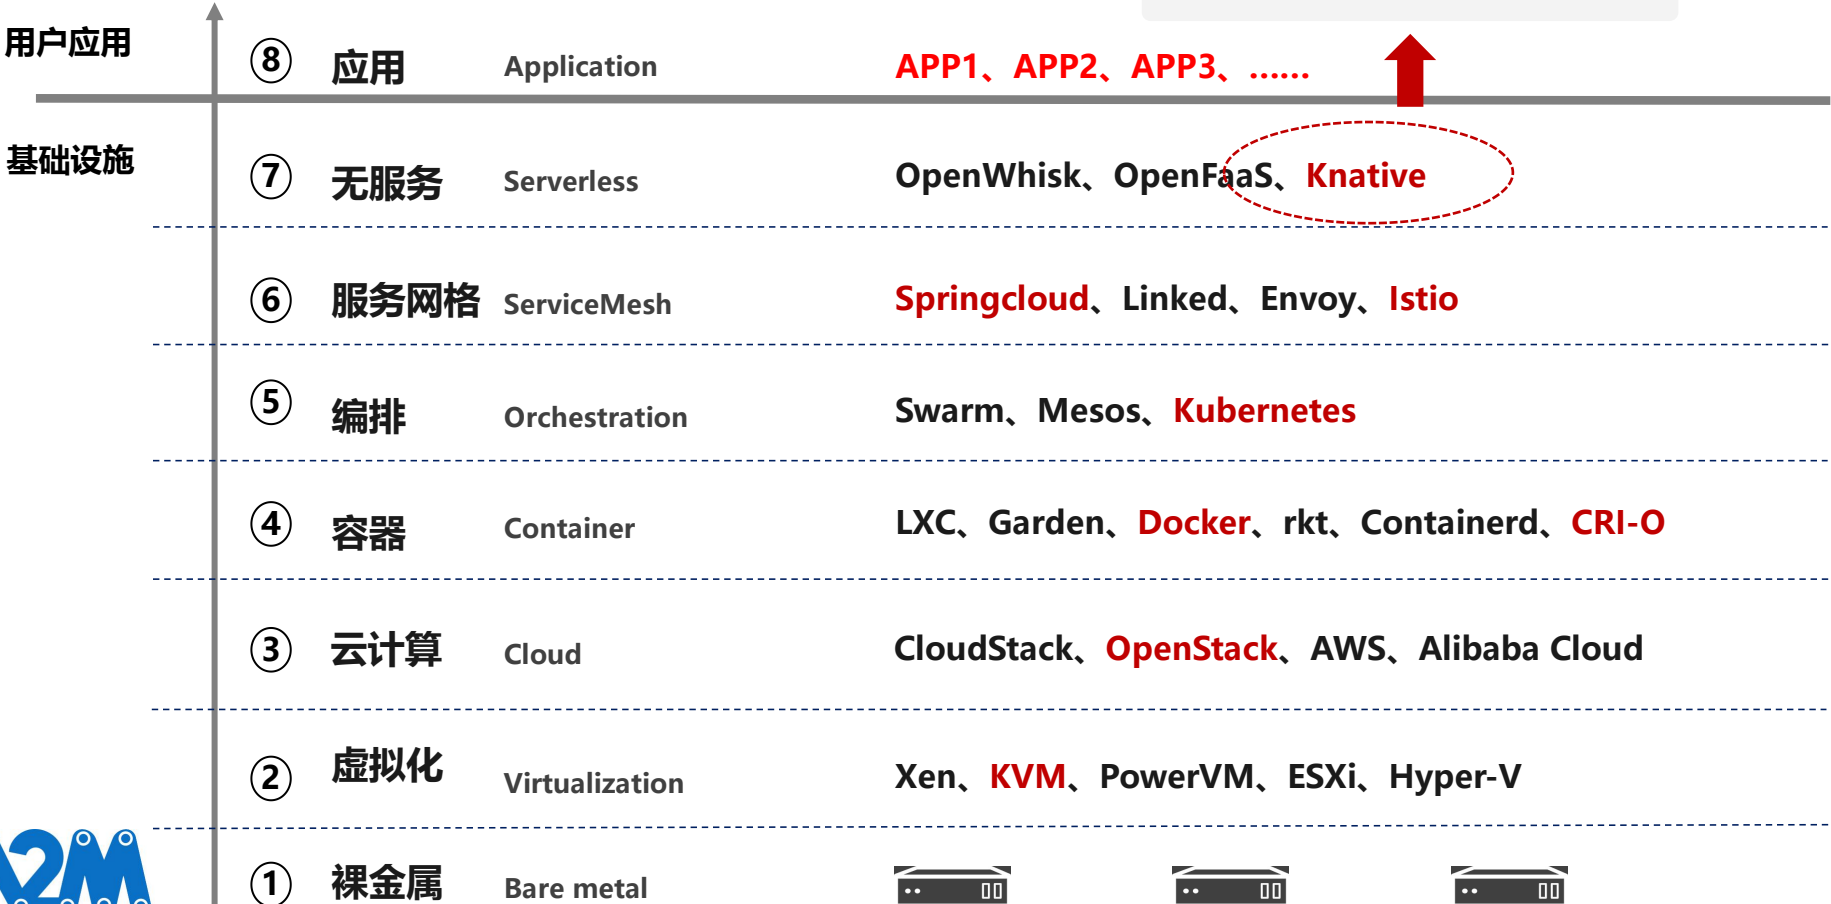 用户应用
⑧ 应用 Application APP1、APP2、APP3、......
基础设施
⑦ 无服务 Serverless OpenWhisk、OpenFaaS、Knative
⑥ 服务网格 ServiceMesh Springcloud、Linked、Envoy、Istio
⑤ 编排 Orchestration Swarm、Mesos、Kubernetes
④ 容器 Container LXC、Garden、Docker、rkt、Containerd、CRI-O
③ 云计算 Cloud CloudStack、OpenStack、AWS、Alibaba Cloud
② 虚拟化 Virtualization Xen、KVM、PowerVM、ESXi、Hyper-V
① 裸金属 Bare metal
2M